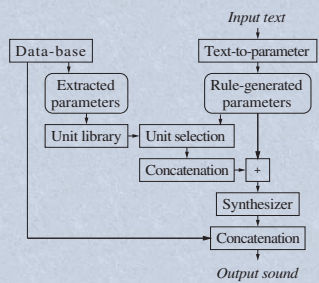 Input text
Data-base
Text-to-parameter
Extracted
parameters
Rule-generated
parameters
Unit library
Unit selection
Concatenation
+
Synthesizer
Concatenation
Output sound